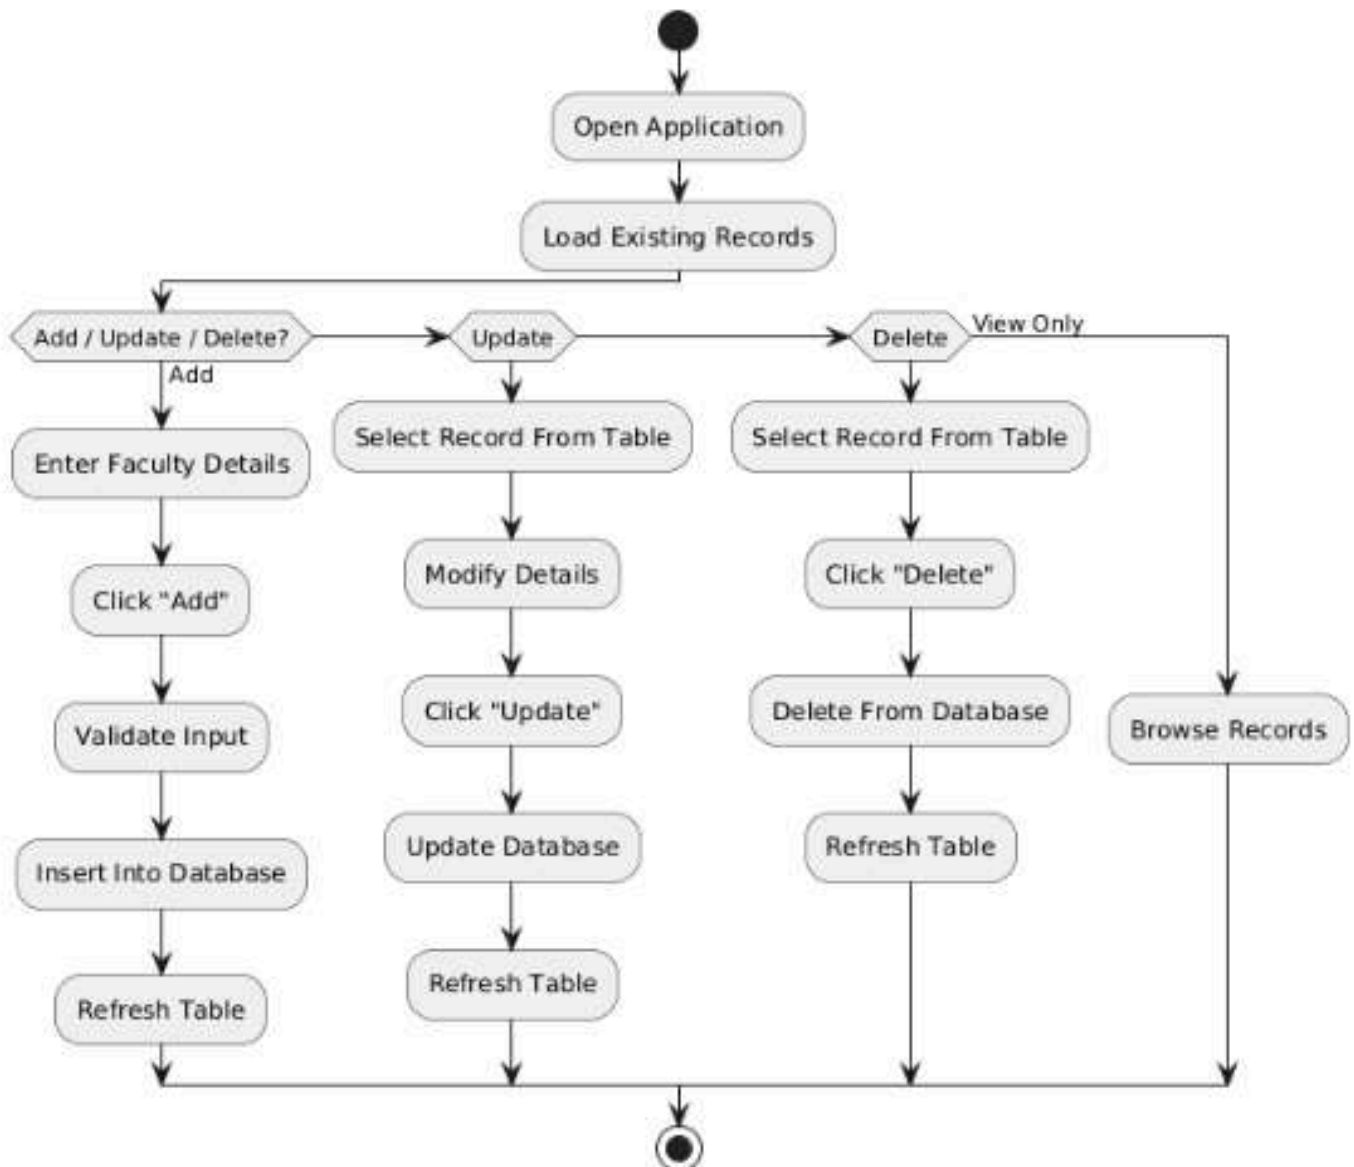 Open Application
Load Existing Records
Add / Update / Delete?
Add
Enter Faculty Details
Click "Add"
Validate Input
Insert Into Database
Refresh Table
Update
Select Record From Table
Modify Details
Click "Update"
Update Database
Refresh Table
Delete
Select Record From Table
Click "Delete"
Delete From Database
Refresh Table
View Only
Browse Records